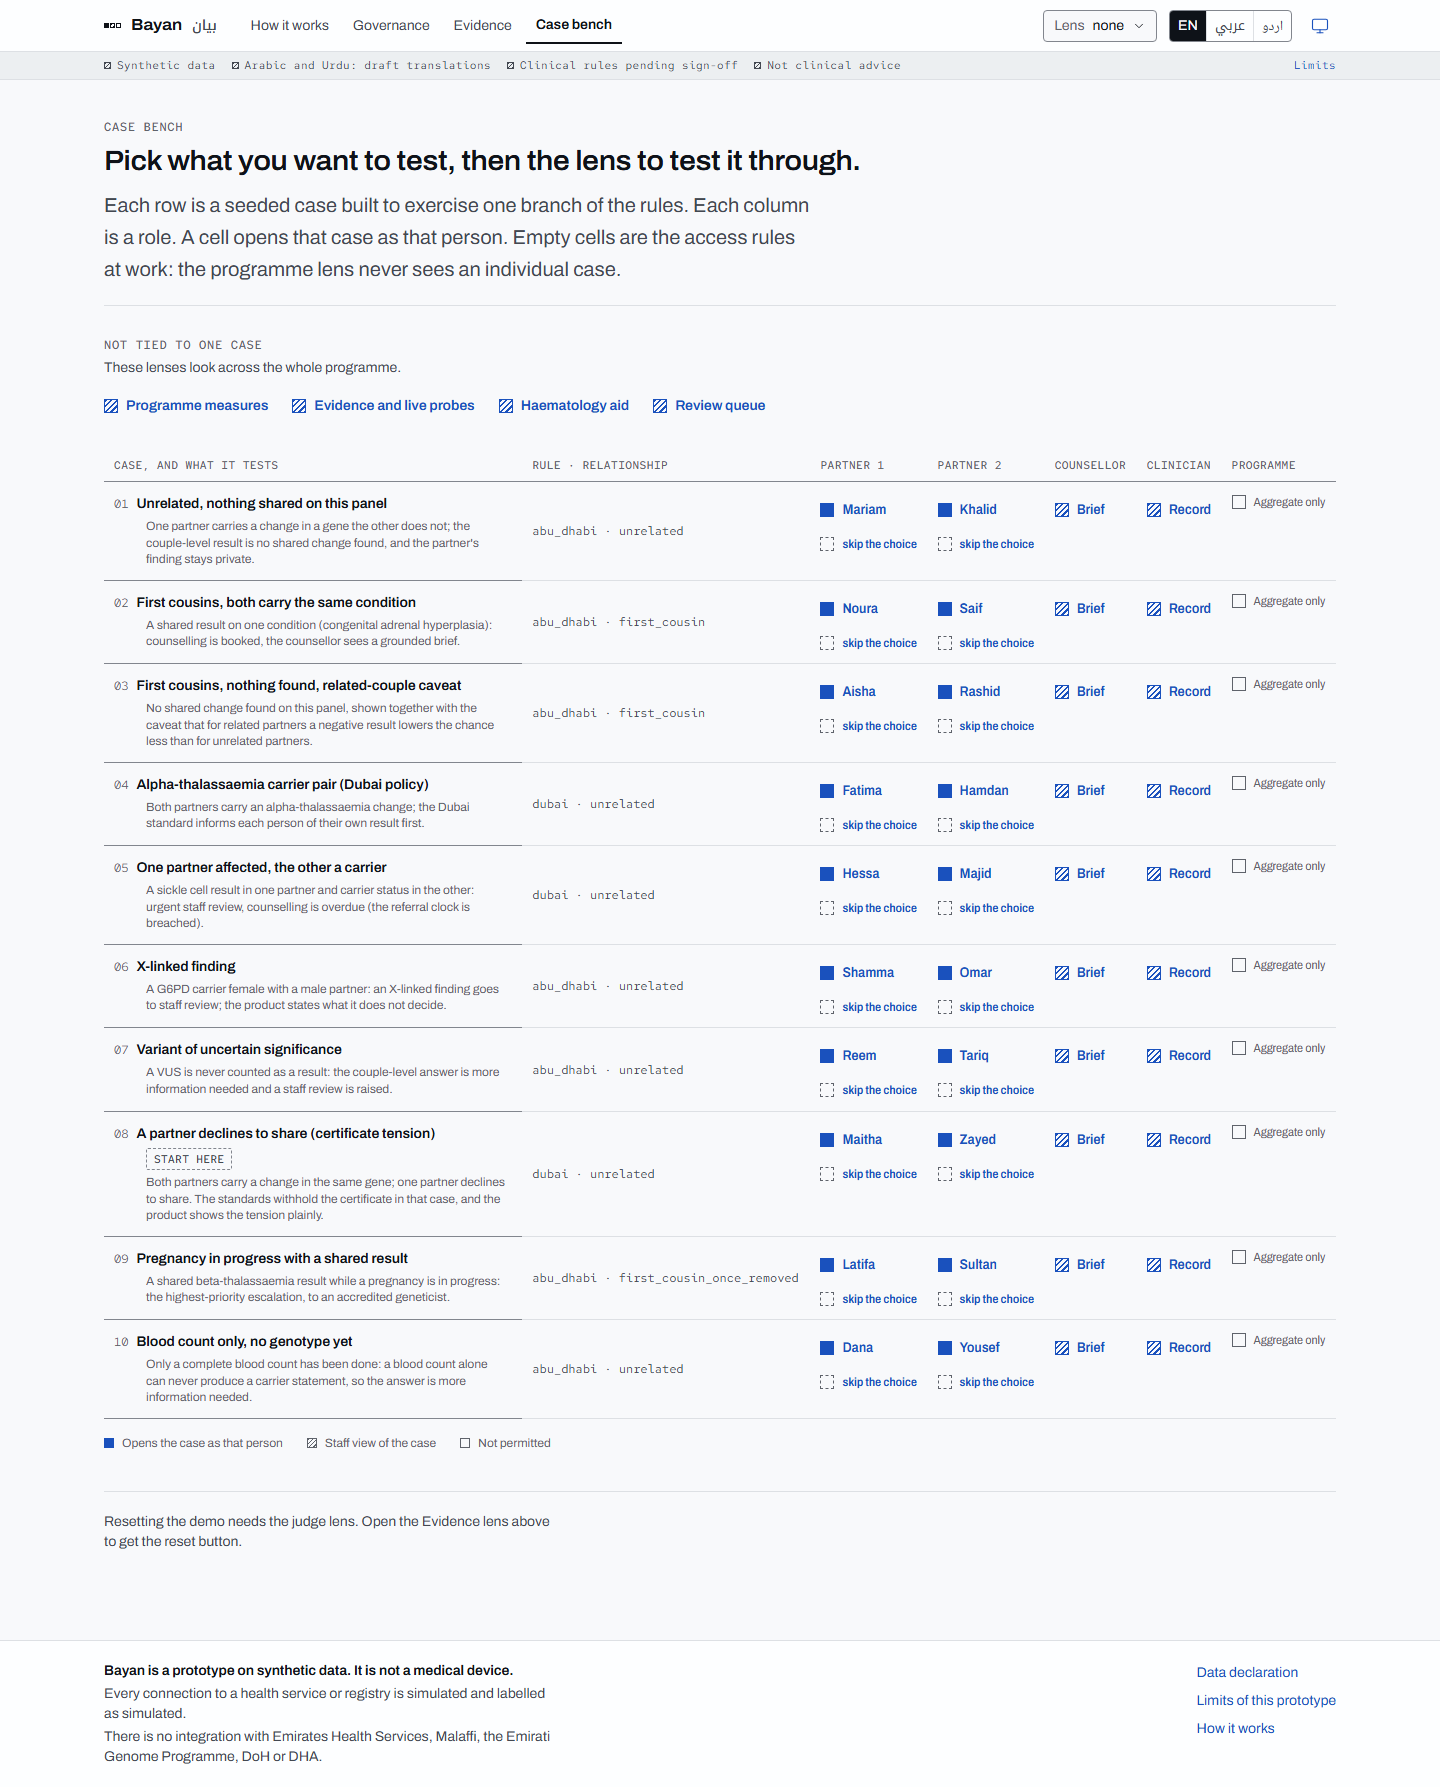 Bayan بيان How it works Governance Evidence Case bench Lens none EN عربي اردو
Synthetic data Arabic and Urdu: draft translations Clinical rules pending sign-off Not clinical advice Limits
CASE BENCH
Pick what you want to test, then the lens to test it through.
Each row is a seeded case built to exercise one branch of the rules. Each column
is a role. A cell opens that case as that person. Empty cells are the access rules
at work: the programme lens never sees an individual case.
NOT TIED TO ONE CASE
These lenses look across the whole programme.
Programme measures Evidence and live probes Haematology aid Review queue
CASE, AND WHAT IT TESTS RULE · RELATIONSHIP PARTNER 1 PARTNER 2 COUNSELLOR CLINICIAN PROGRAMME
01 Unrelated, nothing shared on this panel
One partner carries a change in a gene the other does not; the
couple-level result is no shared change found, and the partner's
finding stays private.
abu_dhabi · unrelated
Mariam Khalid Brief Record Aggregate only
skip the choice skip the choice
02 First cousins, both carry the same condition
A shared result on one condition (congenital adrenal hyperplasia):
counselling is booked, the counsellor sees a grounded brief.
abu_dhabi · first_cousin
Noura Saif Brief Record Aggregate only
skip the choice skip the choice
03 First cousins, nothing found, related-couple caveat
No shared change found on this panel, shown together with the
caveat that for related partners a negative result lowers the chance
less than for unrelated partners.
abu_dhabi · first_cousin
Aisha Rashid Brief Record Aggregate only
skip the choice skip the choice
04 Alpha-thalassaemia carrier pair (Dubai policy)
Both partners carry an alpha-thalassaemia change; the Dubai
standard informs each person of their own result first.
dubai · unrelated
Fatima Hamdan Brief Record Aggregate only
skip the choice skip the choice
05 One partner affected, the other a carrier
A sickle cell result in one partner and carrier status in the other:
urgent staff review, counselling is overdue (the referral clock is
breached).
dubai · unrelated
Hessa Majid Brief Record Aggregate only
skip the choice skip the choice
06 X-linked finding
A G6PD carrier female with a male partner: an X-linked finding goes
to staff review; the product states what it does not decide.
abu_dhabi · unrelated
Shamma Omar Brief Record Aggregate only
skip the choice skip the choice
07 Variant of uncertain significance
A VUS is never counted as a result: the couple-level answer is more
information needed and a staff review is raised.
abu_dhabi · unrelated
Reem Tariq Brief Record Aggregate only
skip the choice skip the choice
08 A partner declines to share (certificate tension)
START HERE
Both partners carry a change in the same gene; one partner declines
to share. The standards withhold the certificate in that case, and the
product shows the tension plainly.
dubai · unrelated
Maitha Zayed Brief Record Aggregate only
skip the choice skip the choice
09 Pregnancy in progress with a shared result
A shared beta-thalassaemia result while a pregnancy is in progress:
the highest-priority escalation, to an accredited geneticist.
abu_dhabi · first_cousin_once_removed
Latifa Sultan Brief Record Aggregate only
skip the choice skip the choice
10 Blood count only, no genotype yet
Only a complete blood count has been done: a blood count alone
can never produce a carrier statement, so the answer is more
information needed.
abu_dhabi · unrelated
Dana Yousef Brief Record Aggregate only
skip the choice skip the choice
Opens the case as that person Staff view of the case Not permitted
Resetting the demo needs the judge lens. Open the Evidence lens above
to get the reset button.
Bayan is a prototype on synthetic data. It is not a medical device.
Every connection to a health service or registry is simulated and labelled
as simulated.
There is no integration with Emirates Health Services, Malaffi, the Emirati
Genome Programme, DoH or DHA.
Data declaration
Limits of this prototype
How it works